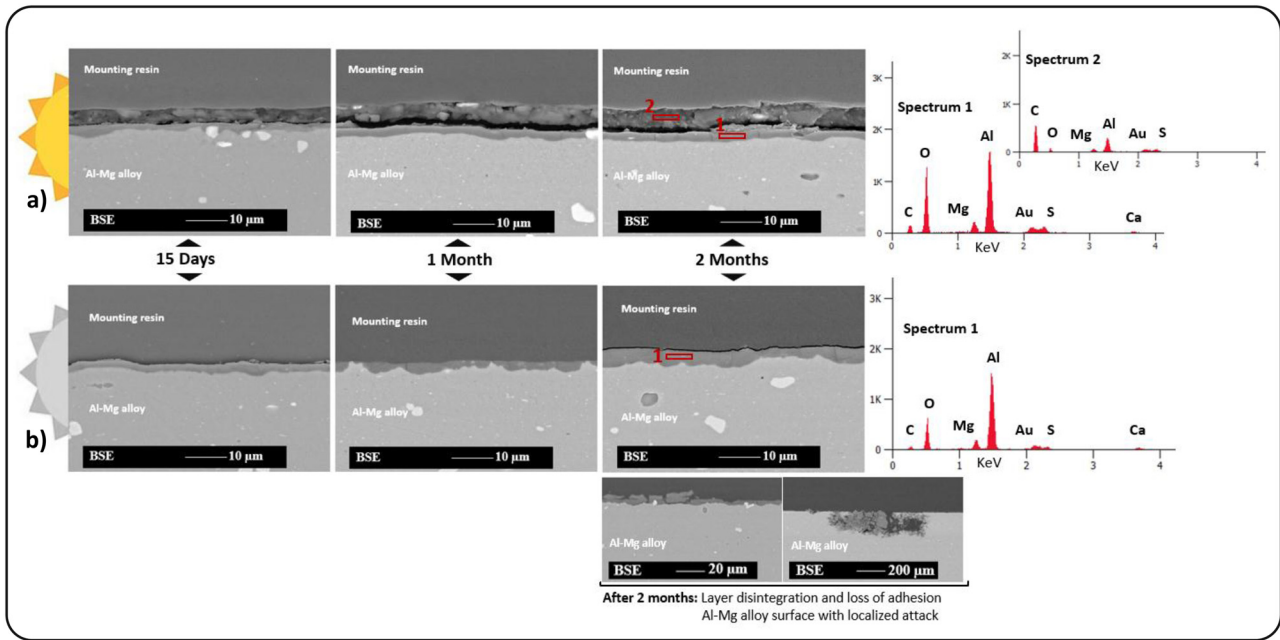 a)
Mounting resin
Al-Mg alloy
BSE 10 µm
Mounting resin
Al-Mg alloy
BSE 10 µm
Mounting resin
2
1
Al-Mg alloy
BSE 10 µm
Spectrum 1
3K
2K
1K
0
C
O
Mg
Al
Au
S
Ca
0 1 2 3 4
KeV
Spectrum 2
2K
1K
0
C
O
Mg
Al
Au
S
0 1 2 3 4
KeV
15 Days
1 Month
2 Months
b)
Mounting resin
Al-Mg alloy
BSE 10 µm
Mounting resin
Al-Mg alloy
BSE 10 µm
Mounting resin
1
Al-Mg alloy
BSE 10 µm
Spectrum 1
3K
2K
1K
0
C
O
Mg
Al
Au
S
Ca
0 1 2 3 4
KeV
Al-Mg alloy
BSE 20 µm
Al-Mg alloy
BSE 200 µm
After 2 months: Layer disintegration and loss of adhesion
Al-Mg alloy surface with localized attack